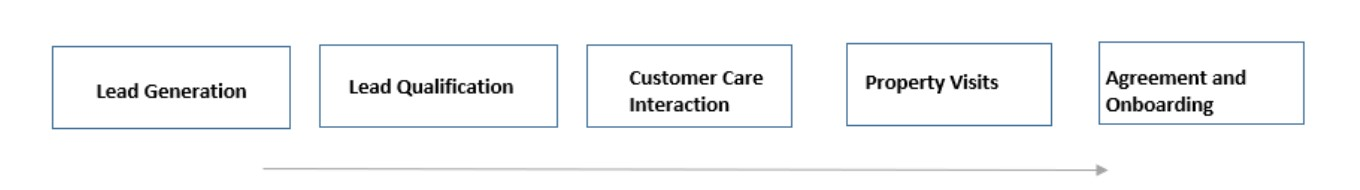 Lead Generation
Lead Qualification
Customer Care
Interaction
Property Visits
Agreement and
Onboarding